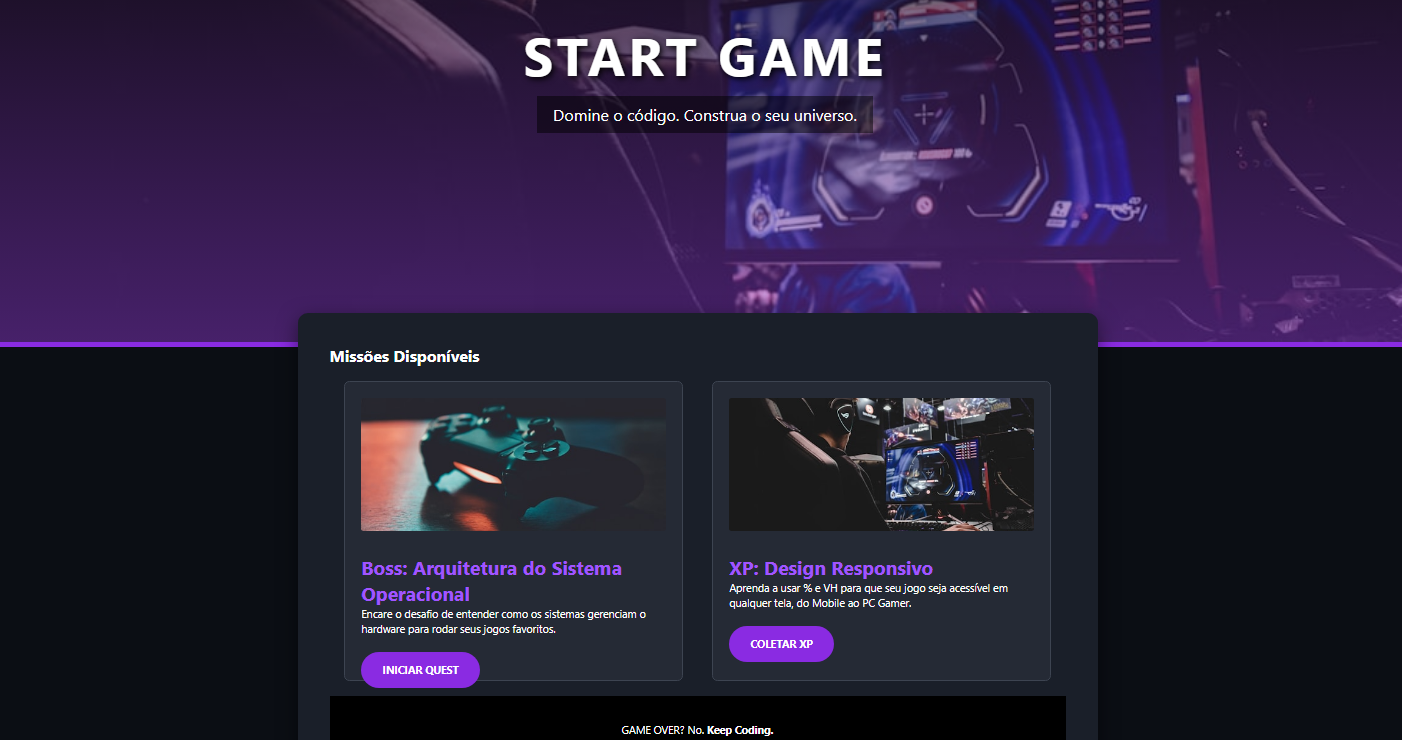 START GAME
Domine o código. Construa o seu universo.
Missões Disponíveis
Boss: Arquitetura do Sistema
Operacional
Encare o desafio de entender como os sistemas gerenciam o
hardware para rodar seus jogos favoritos.
INICIAR QUEST
XP: Design Responsivo
Aprenda a usar % e VH para que seu jogo seja acessível em
qualquer tela, do Mobile ao PC Gamer.
COLETAR XP
GAME OVER? No. Keep Coding.